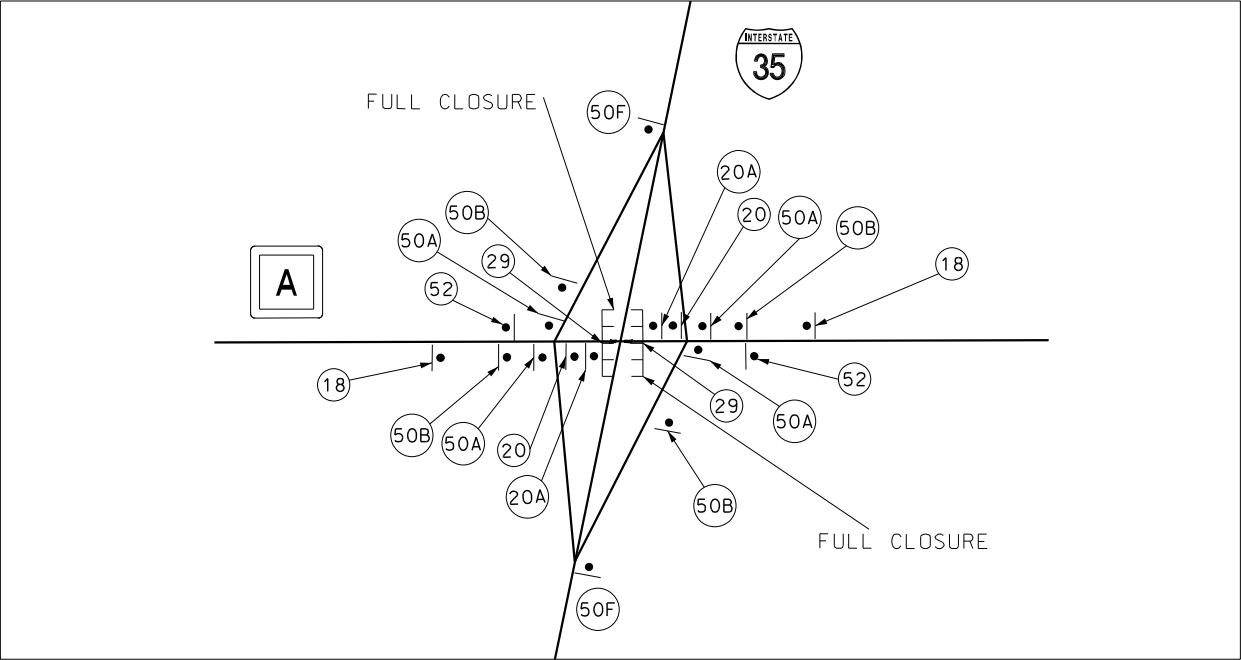 INTERSTATE
35
FULL CLOSURE
50F
20A
50B
20
50A
50A
50B
29
18
A
52
18
52
29
50B
50A
20
50A
20A
50B
FULL CLOSURE
50F